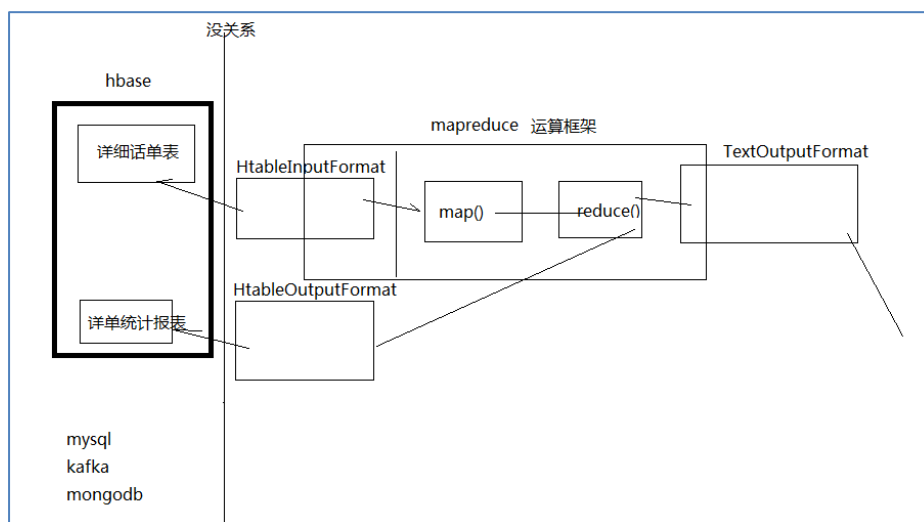 没关系
hbase
mapreduce 运算框架
详细话单表
HtableInputFormat
TextOutputFormat
map()
reduce()
HtableOutputFormat
详单统计报表
mysql
kafka
mongodb